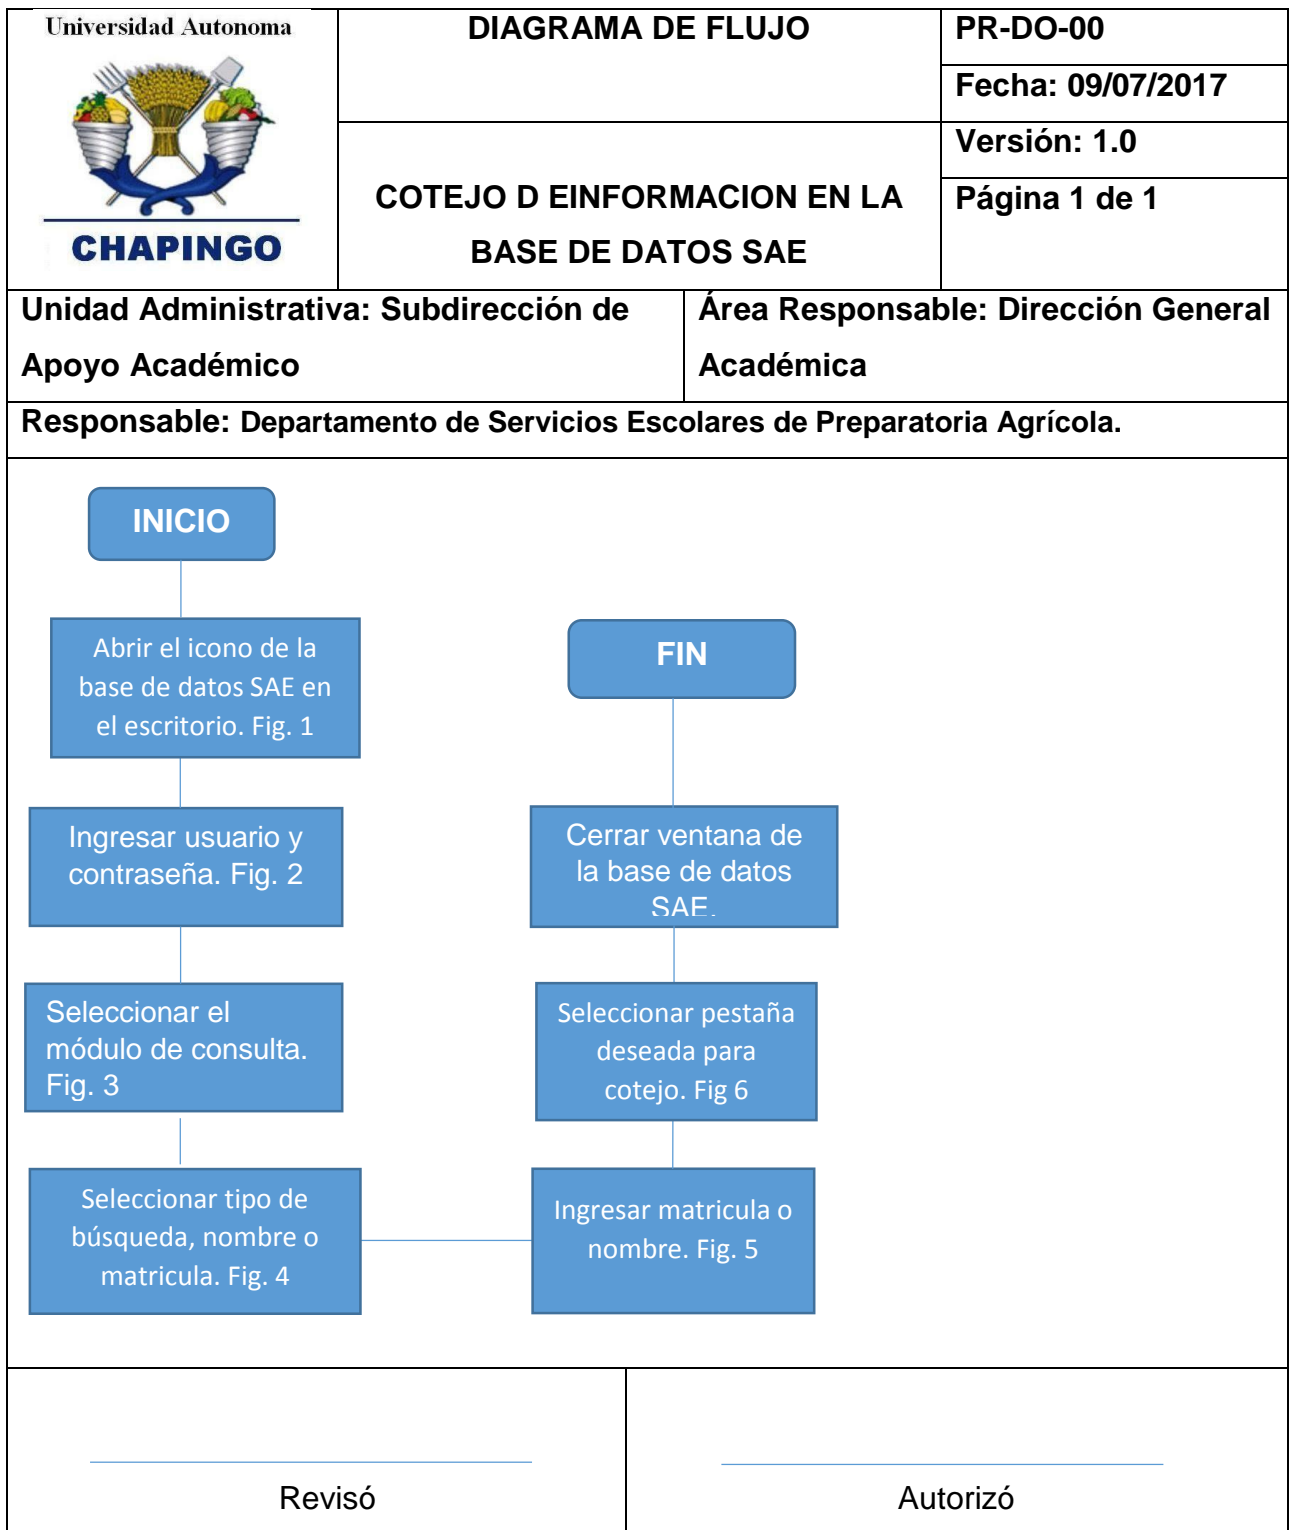 Universidad Autonoma
CHAPINGO
DIAGRAMA DE FLUJO
COTEJO D EINFORMACION EN LA
BASE DE DATOS SAE
PR-DO-00
Fecha: 09/07/2017
Versión: 1.0
Página 1 de 1
Unidad Administrativa: Subdirección de
Apoyo Académico
Área Responsable: Dirección General
Académica
Responsable: Departamento de Servicios Escolares de Preparatoria Agrícola.
INICIO
Abrir el icono de la
base de datos SAE en
el escritorio. Fig. 1
Ingresar usuario y
contraseña. Fig. 2
Seleccionar el
módulo de consulta.
Fig. 3
Seleccionar tipo de
búsqueda, nombre o
matricula. Fig. 4
Ingresar matricula o
nombre. Fig. 5
Seleccionar pestaña
deseada para
cotejo. Fig 6
Cerrar ventana de
la base de datos
SAE.
FIN
Revisó
Autorizó